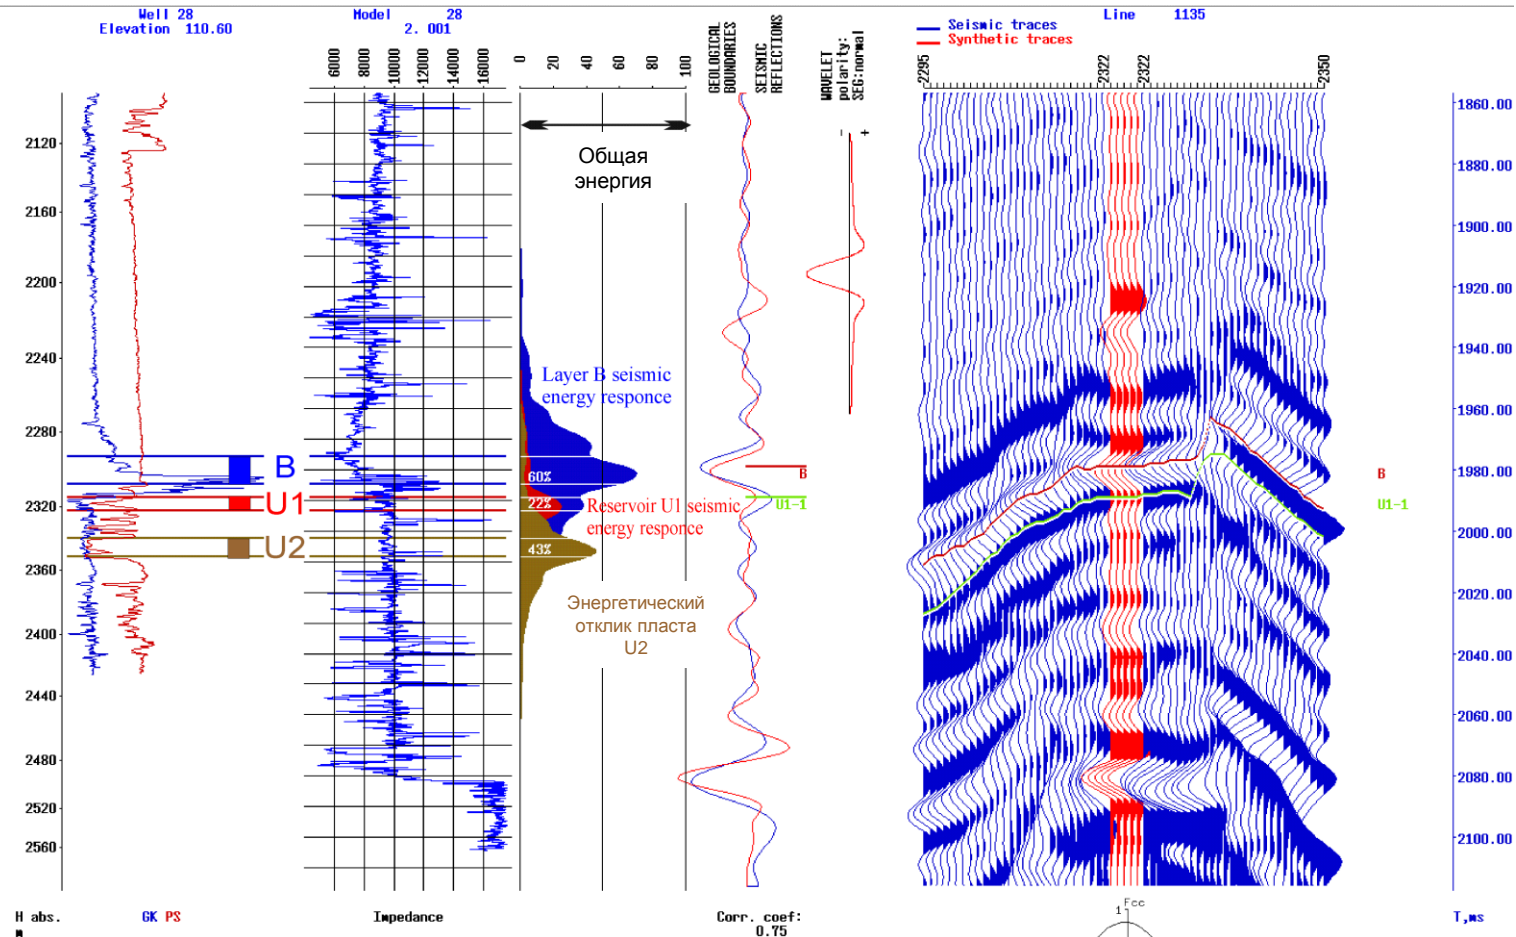 Well 28
Elevation 110.60
Model 28
2. 001
Line 1135
Seismic traces
Synthetic traces
6000
8000
10000
12000
14000
16000
0
20
40
60
80
100
GEOLOGICAL
BOUNDARIES
SEISMIC
REFLECTIONS
WAVELET
polarity:
SEG:normal
- +
2295
2322
2322
2350
Общая
энергия
2120
2160
2200
2240
2280
2320
2360
2400
2440
2480
2520
2560
Layer B seismic
energy responce
B
60%
U1
22%
Reservoir U1 seismic
energy responce
U2
43%
Энергетический
отклик пласта
U2
B
U1-1
B
U1-1
1860.00
1880.00
1900.00
1920.00
1940.00
1960.00
1980.00
2000.00
2020.00
2040.00
2060.00
2080.00
2100.00
H abs.
м
GK PS
Impedance
Corr. coef:
0.75
Fcc
1
T,ms